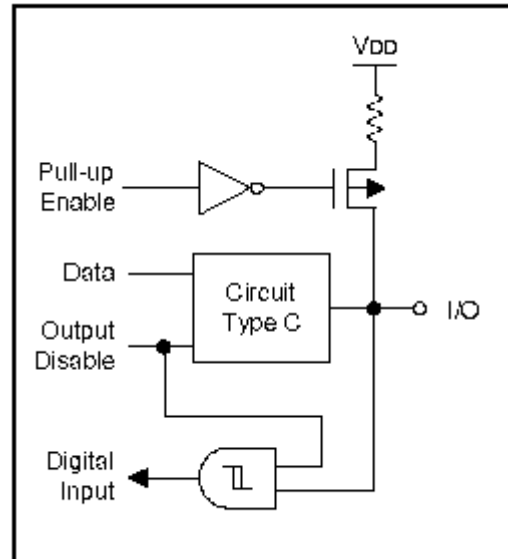 VDD
Pull-up
Enable
Data
Circuit
Type C
I/O
Output
Disable
Digital
Input